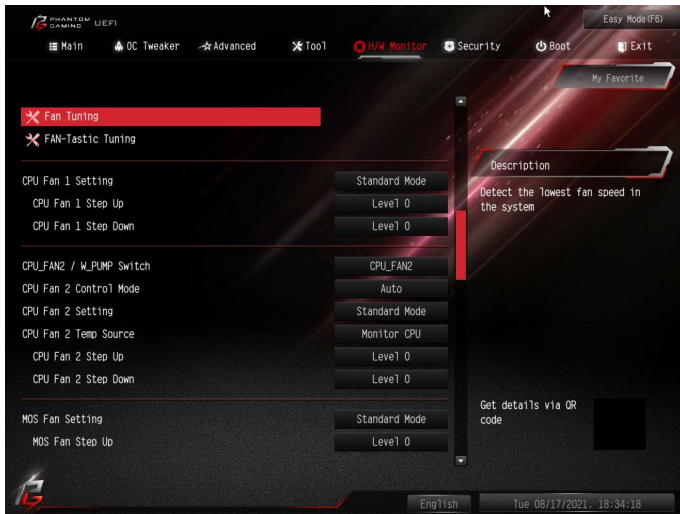 PHANTOM GAMING UEFI
Easy Mode(F6)
Main OC Tweaker Advanced Tool H/W Monitor Security Boot Exit
My Favorite
Fan Tuning
FAN-Tastic Tuning
Description
Detect the lowest fan speed in
the system
CPU Fan 1 Setting Standard Mode
CPU Fan 1 Step Up Level 0
CPU Fan 1 Step Down Level 0
CPU_FAN2 / W_PUMP Switch CPU_FAN2
CPU Fan 2 Control Mode Auto
CPU Fan 2 Setting Standard Mode
CPU Fan 2 Temp Source Monitor CPU
CPU Fan 2 Step Up Level 0
CPU Fan 2 Step Down Level 0
MOS Fan Setting Standard Mode
MOS Fan Step Up Level 0
Get details via QR
code
English
Tue 08/17/2021. 18:34:18